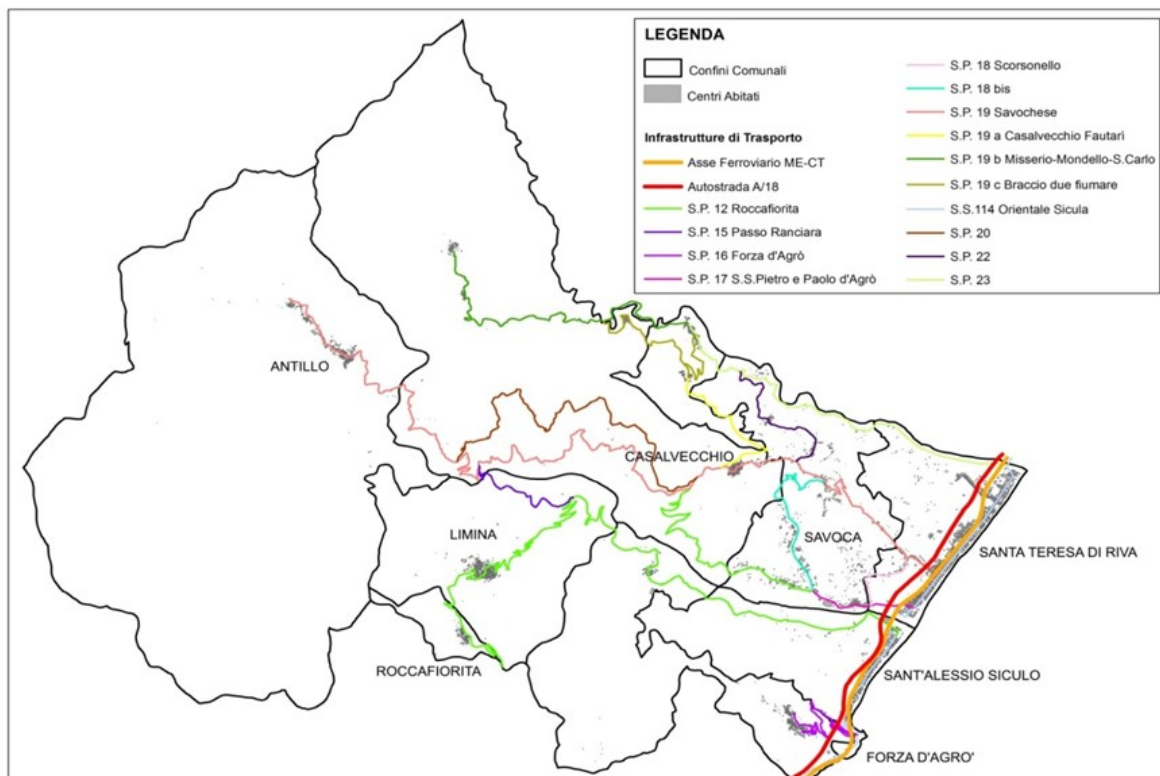 LEGENDA
Confini Comunali
Centri Abitati
Infrastrutture di Trasporto
Asse Ferroviario ME-CT
Autostrada A/18
S.P. 12 Roccafiorita
S.P. 15 Passo Ranciara
S.P. 16 Forza d'Agrò
S.P. 17 S.S.Pietro e Paolo d'Agrò
S.P. 18 Scorsonello
S.P. 18 bis
S.P. 19 Savochese
S.P. 19 a Casalvecchio Fautarì
S.P. 19 b Misserio-Mondello-S.Carlo
S.P. 19 c Braccio due fiumare
S.S.114 Orientale Sicula
S.P. 20
S.P. 22
S.P. 23
ANTILLO
CASALVECCHIO
LIMINA
SAVOCA
SANTA TERESA DI RIVA
ROCCAFIORITA
SANT'ALESSIO SICULO
FORZA D'AGRO'